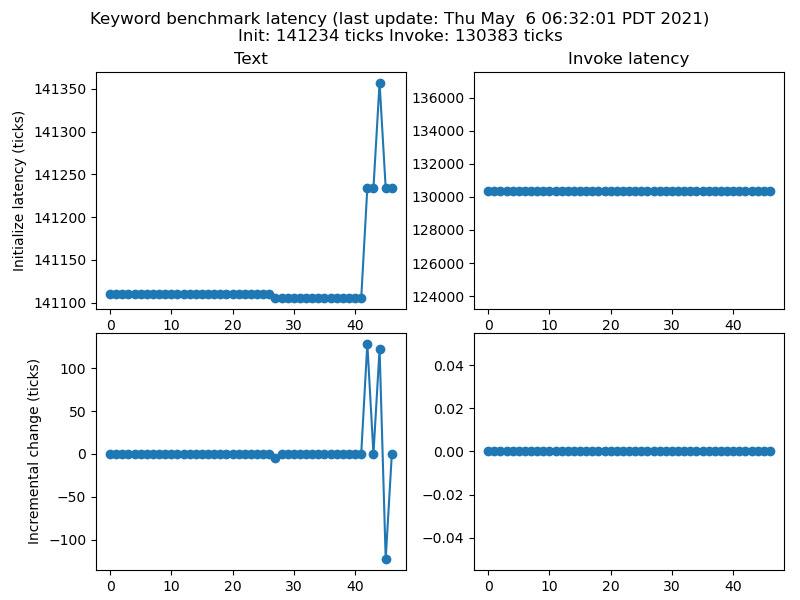 Keyword benchmark latency (last update: Thu May  6 06:32:01 PDT 2021)
Init: 141234 ticks Invoke: 130383 ticks
Text
Invoke latency
Initialize latency (ticks)
141350
141300
141250
141200
141150
141100
0 10 20 30 40
136000
134000
132000
130000
128000
126000
124000
0 10 20 30 40
Incremental change (ticks)
100
50
0
−50
−100
0 10 20 30 40
0.04
0.02
0.00
−0.02
−0.04
0 10 20 30 40